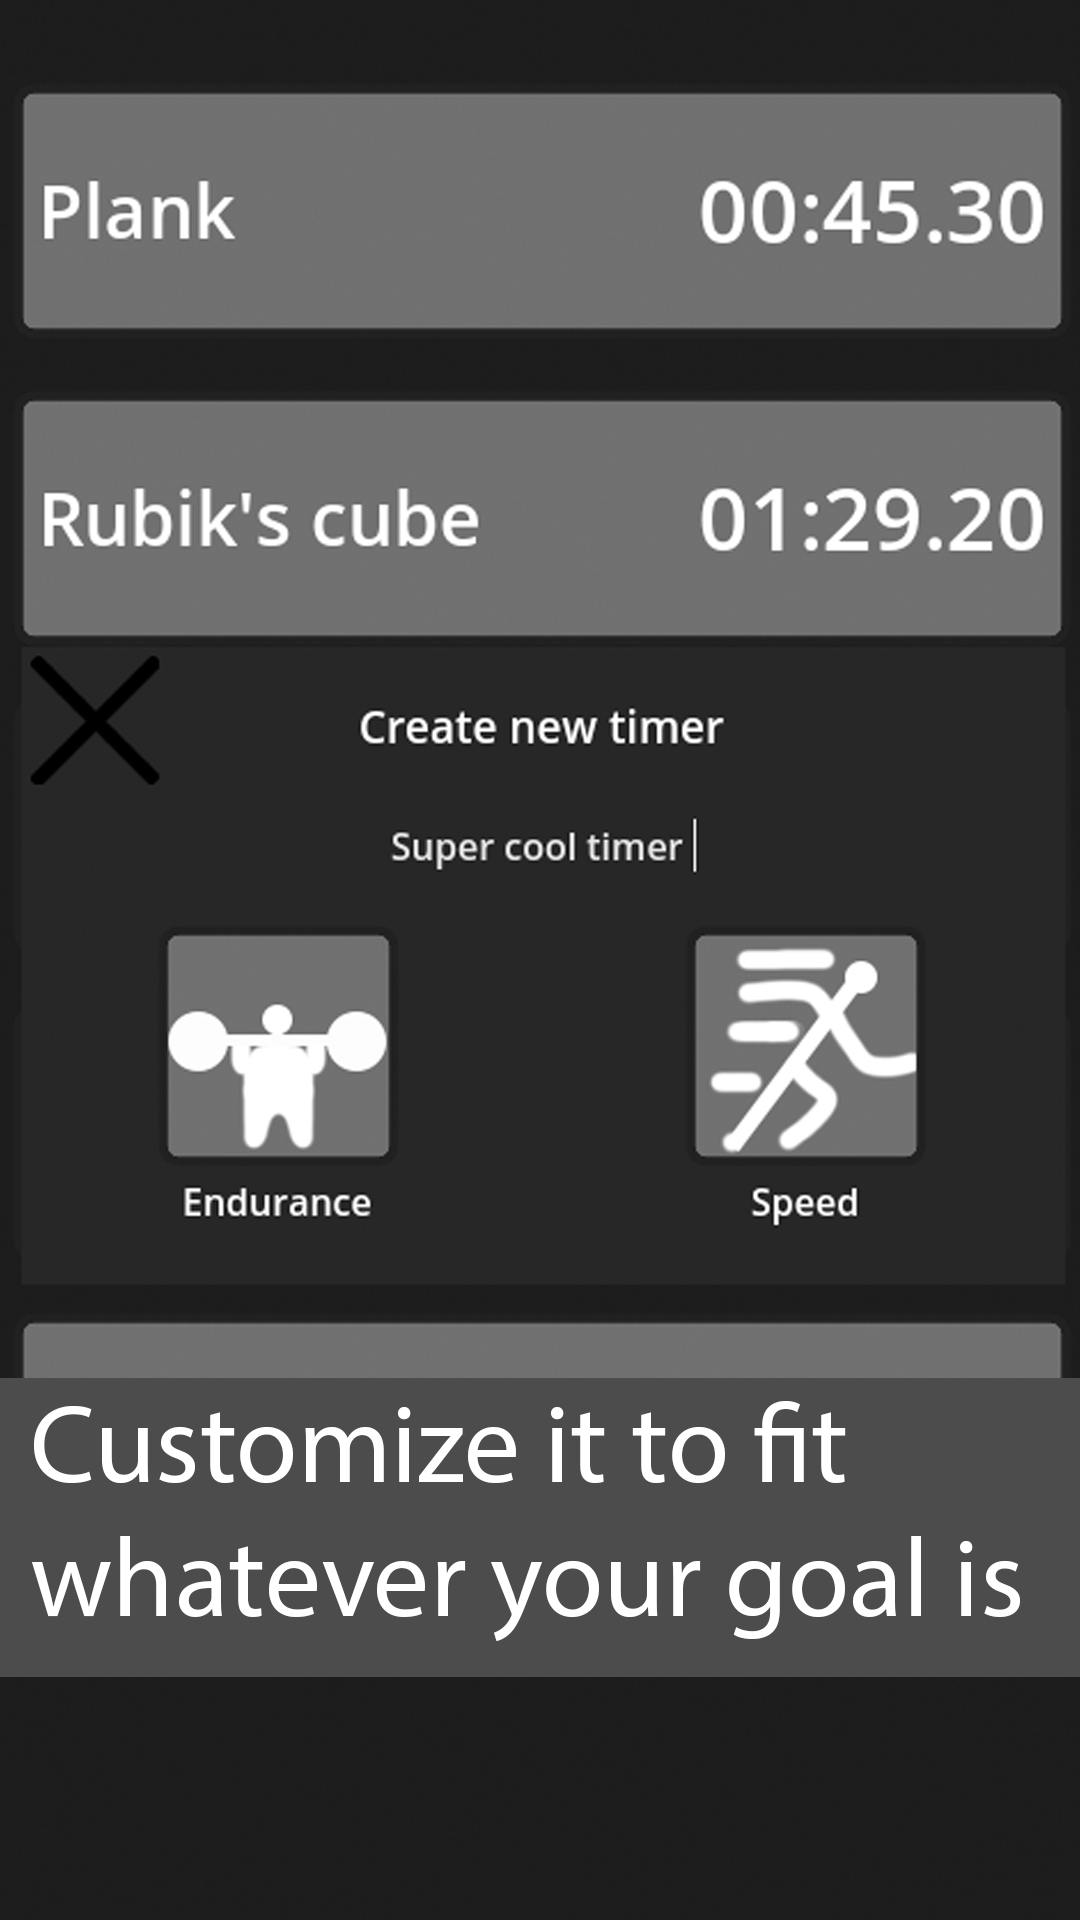 Plank 00:45.30
Rubik's cube 01:29.20
Create new timer
Super cool timer
Endurance Speed
Customize it to fit
whatever your goal is